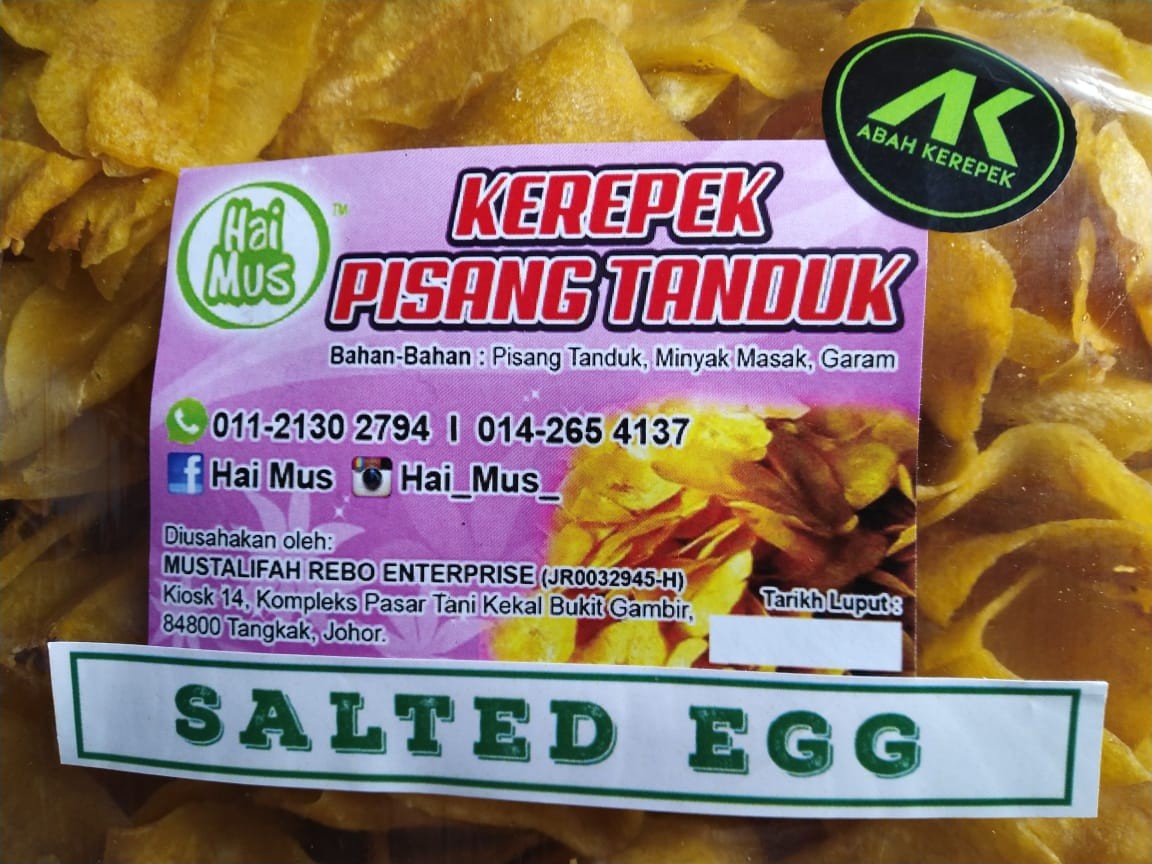 AK
ABAH KEREPEK
Hai
Mus
TM
KEREPEK
PISANG TANDUK
Bahan-Bahan : Pisang Tanduk, Minyak Masak, Garam
011-2130 2794 I 014-265 4137
f Hai Mus Hai_Mus_
Diusahakan oleh:
MUSTALIFAH REBO ENTERPRISE (JR0032945-H)
Kiosk 14, Kompleks Pasar Tani Kekal Bukit Gambir,
84800 Tangkak, Johor.
Tarikh Luput :
SALTED EGG